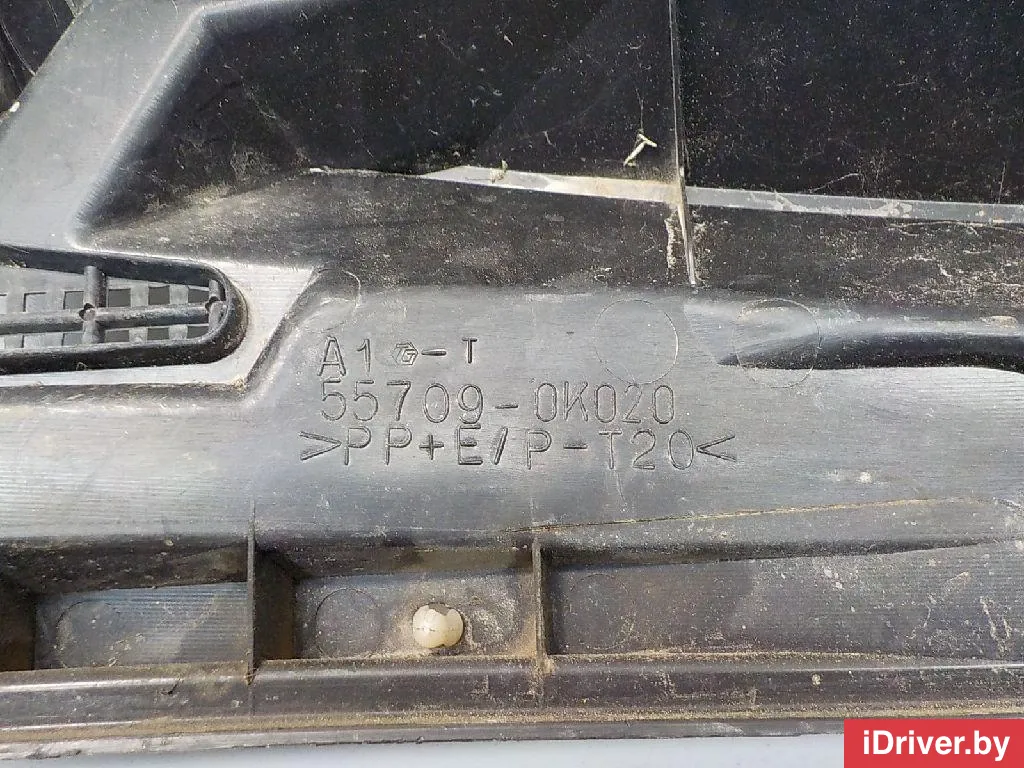 A1 G-T
55709-0K020
>PP+E/P-T20<
iDriver.by